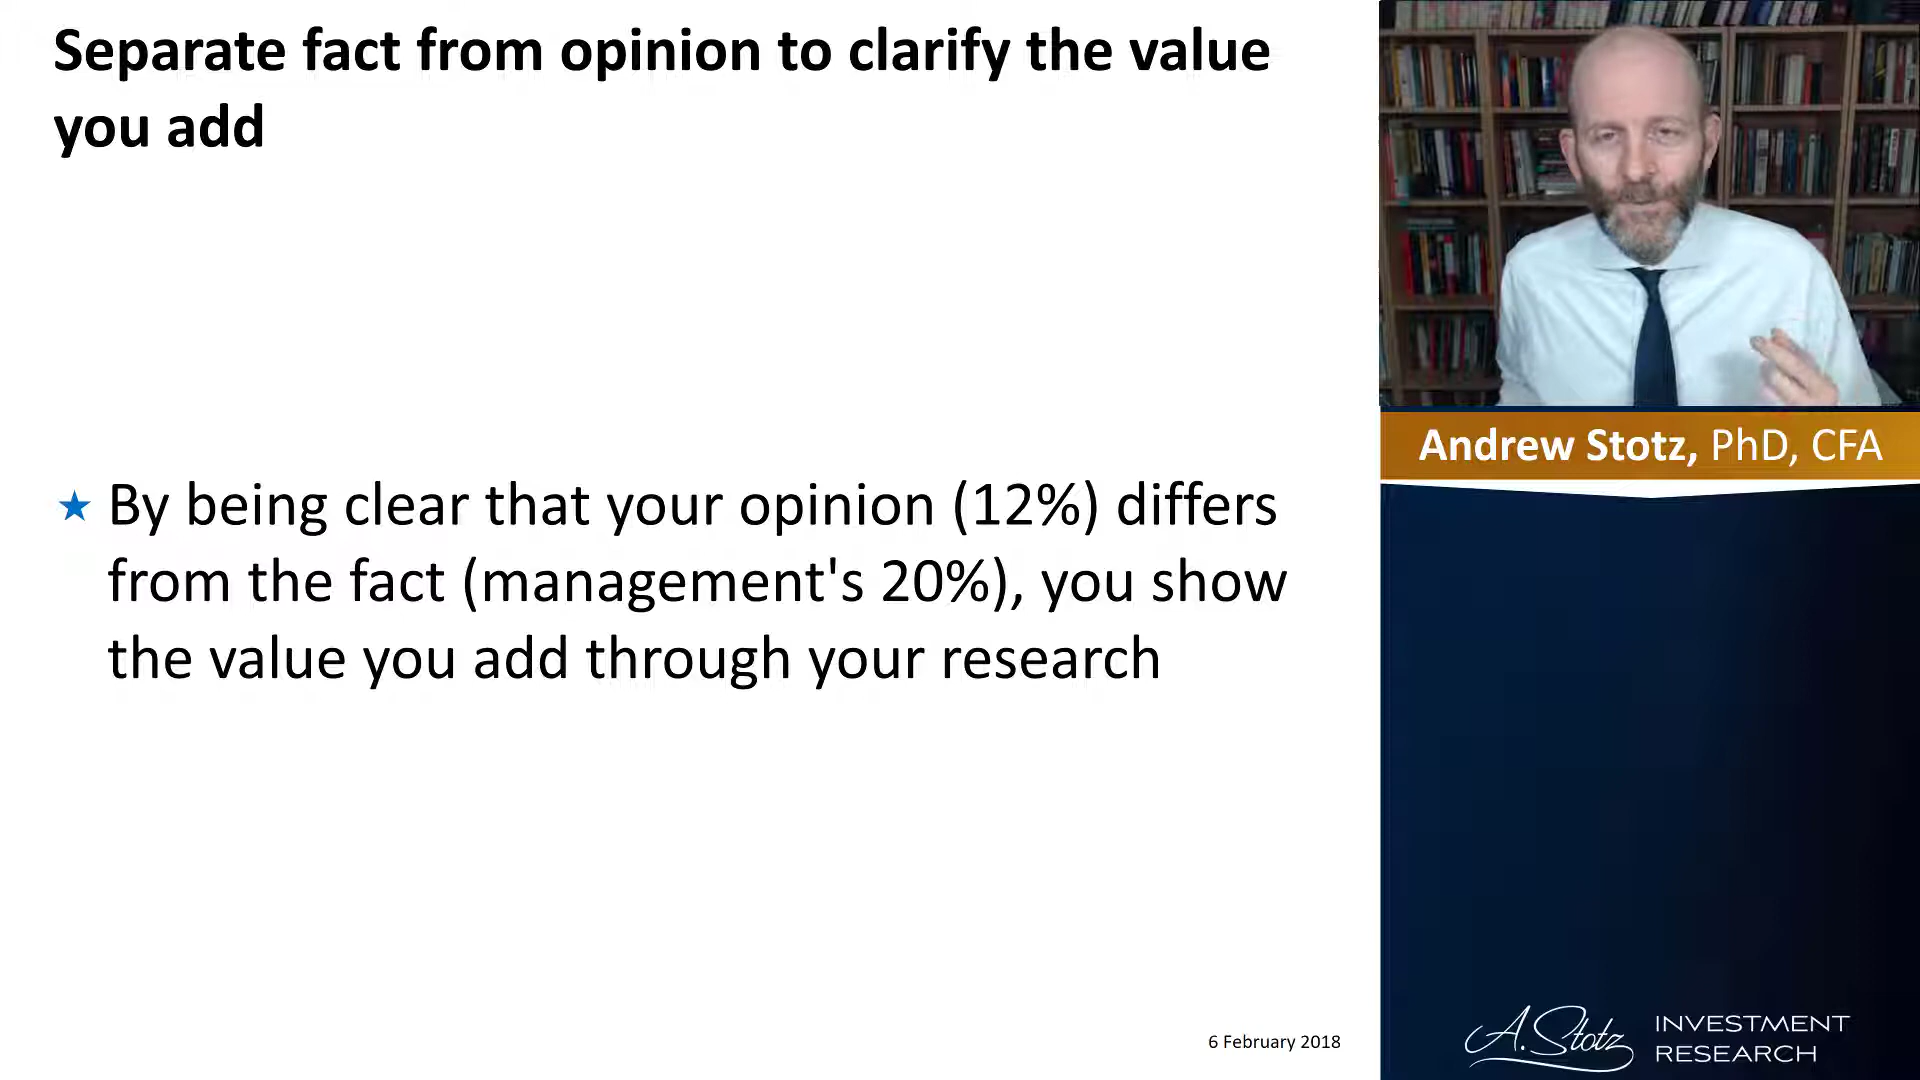 Separate fact from opinion to clarify the value
you add
★ By being clear that your opinion (12%) differs
from the fact (management's 20%), you show
the value you add through your research
6 February 2018
Andrew Stotz, PhD, CFA
A. Stotz
INVESTMENT
RESEARCH